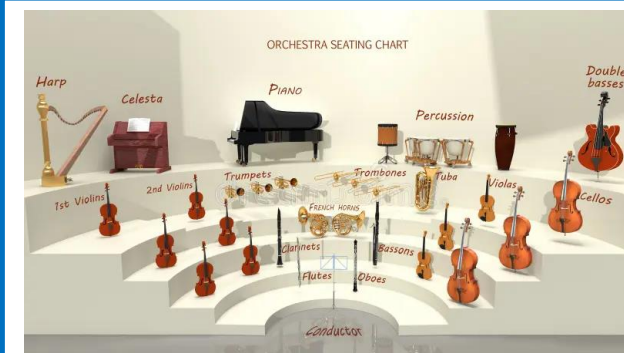 ORCHESTRA SEATING CHART
Harp
Celesta
PIANO
Percussion
Double
basses
1st Violins
2nd Violins
Trumpets
Trombones
Tuba
Violas
Cellos
FRENCH HORNS
Clarinets
Bassons
Flutes
Oboes
Conductor